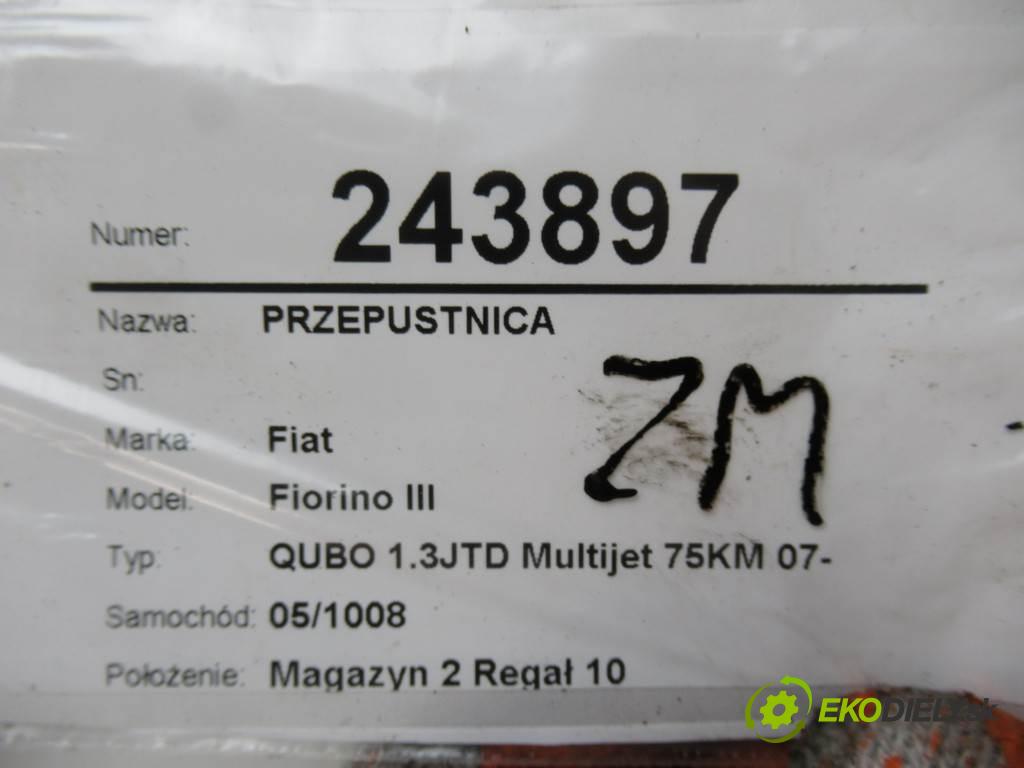 Numer: 243897
Nazwa: PRZEPUSTNICA
Sn:
ZM
Marka: Fiat
Model: Fiorino III
Typ: QUBO 1.3JTD Multijet 75KM 07-
Samochód: 05/1008
Położenie: Magazyn 2 Regał 10
EKODIELY.sk